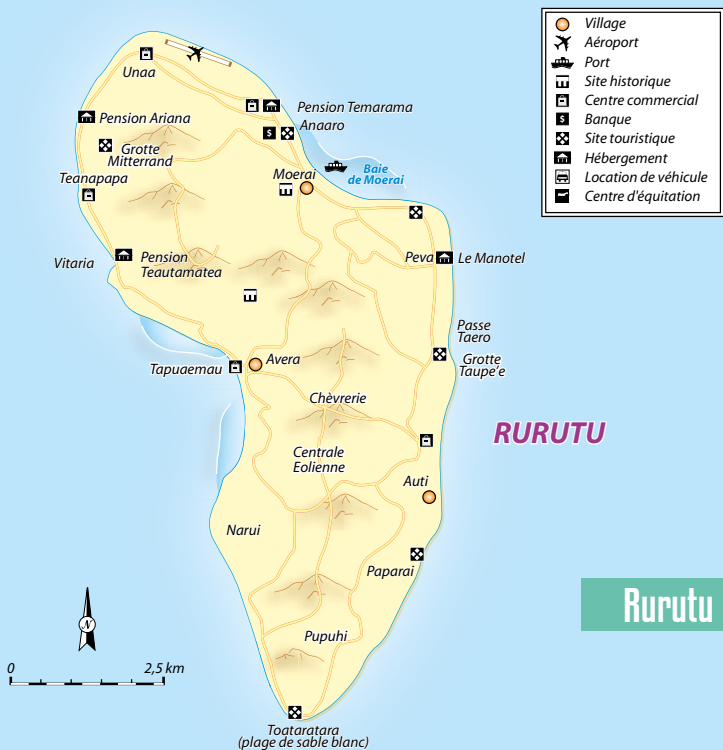 Village
Aéroport
Port
Site historique
Centre commercial
Banque
Site touristique
Hébergement
Location de véhicule
Centre d'équitation
Unaa
Pension Temarama
Anaaro
Pension Ariana
Grotte
Mitterrand
Moerai
Baie
de Moerai
Teanapapa
Vitaria
Pension
Teautamatea
Peva
Le Manotel
Passe
Taero
Grotte
Taupe'e
Tapuaemau
Avera
Chèvrerie
RURUTU
Centrale
Eolienne
Auti
Narui
Paparai
Rurutu
Pupuhi
N
0
2,5 km
Toataratara
(plage de sable blanc)